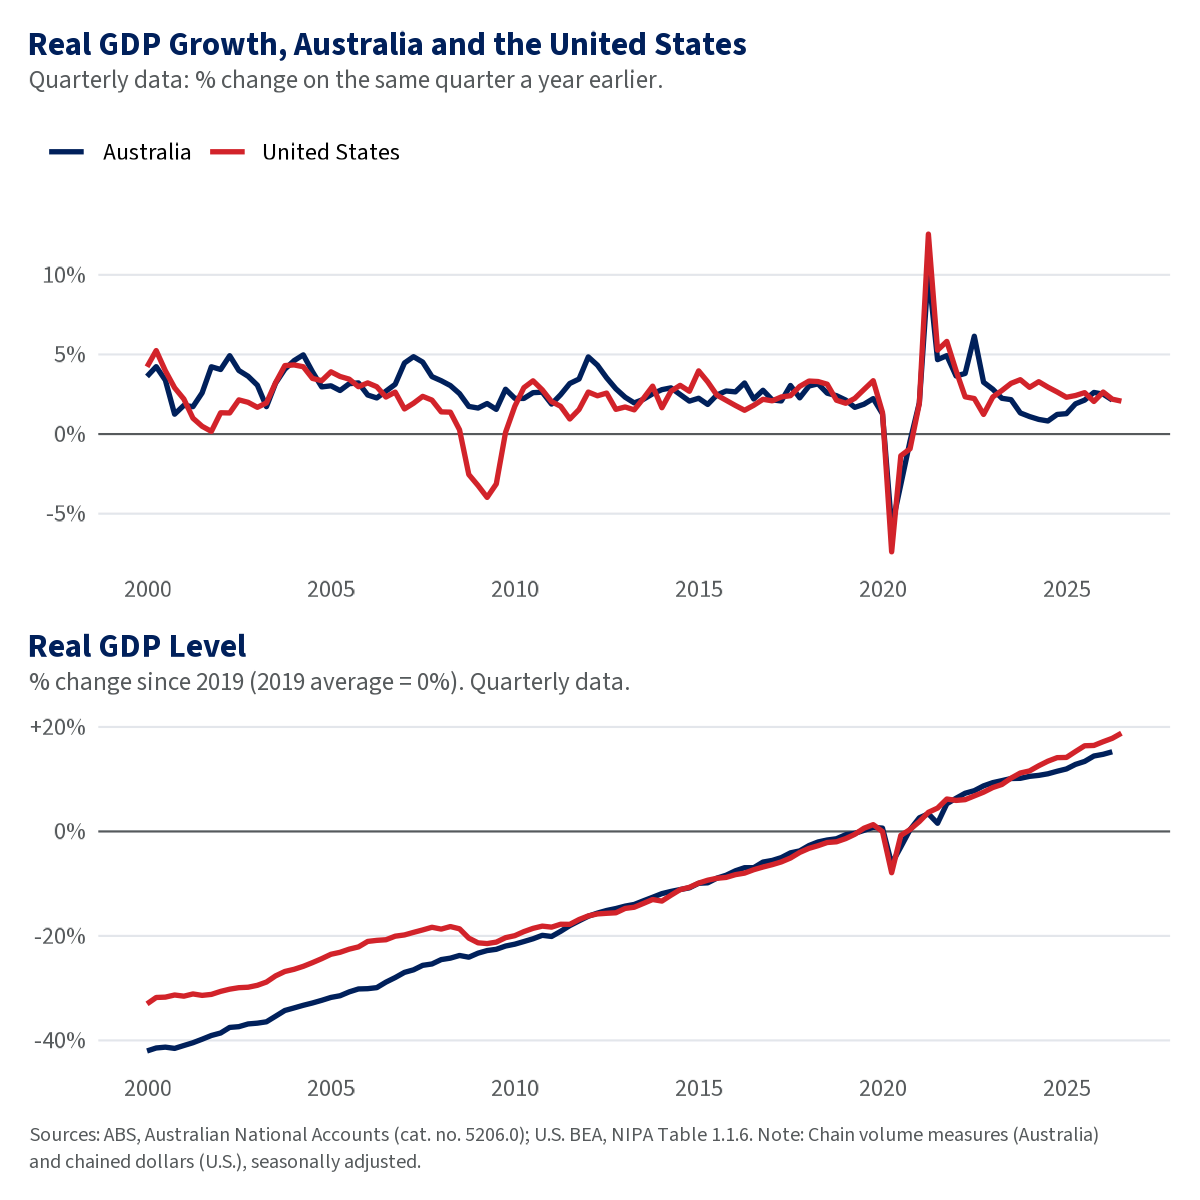 Real GDP Growth, Australia and the United States
Quarterly data: % change on the same quarter a year earlier.
Australia
United States
10%
5%
0%
-5%
2000
2005
2010
2015
2020
2025
Real GDP Level
% change since 2019 (2019 average = 0%). Quarterly data.
+20%
0%
-20%
-40%
2000
2005
2010
2015
2020
2025
Sources: ABS, Australian National Accounts (cat. no. 5206.0); U.S. BEA, NIPA Table 1.1.6. Note: Chain volume measures (Australia)
and chained dollars (U.S.), seasonally adjusted.